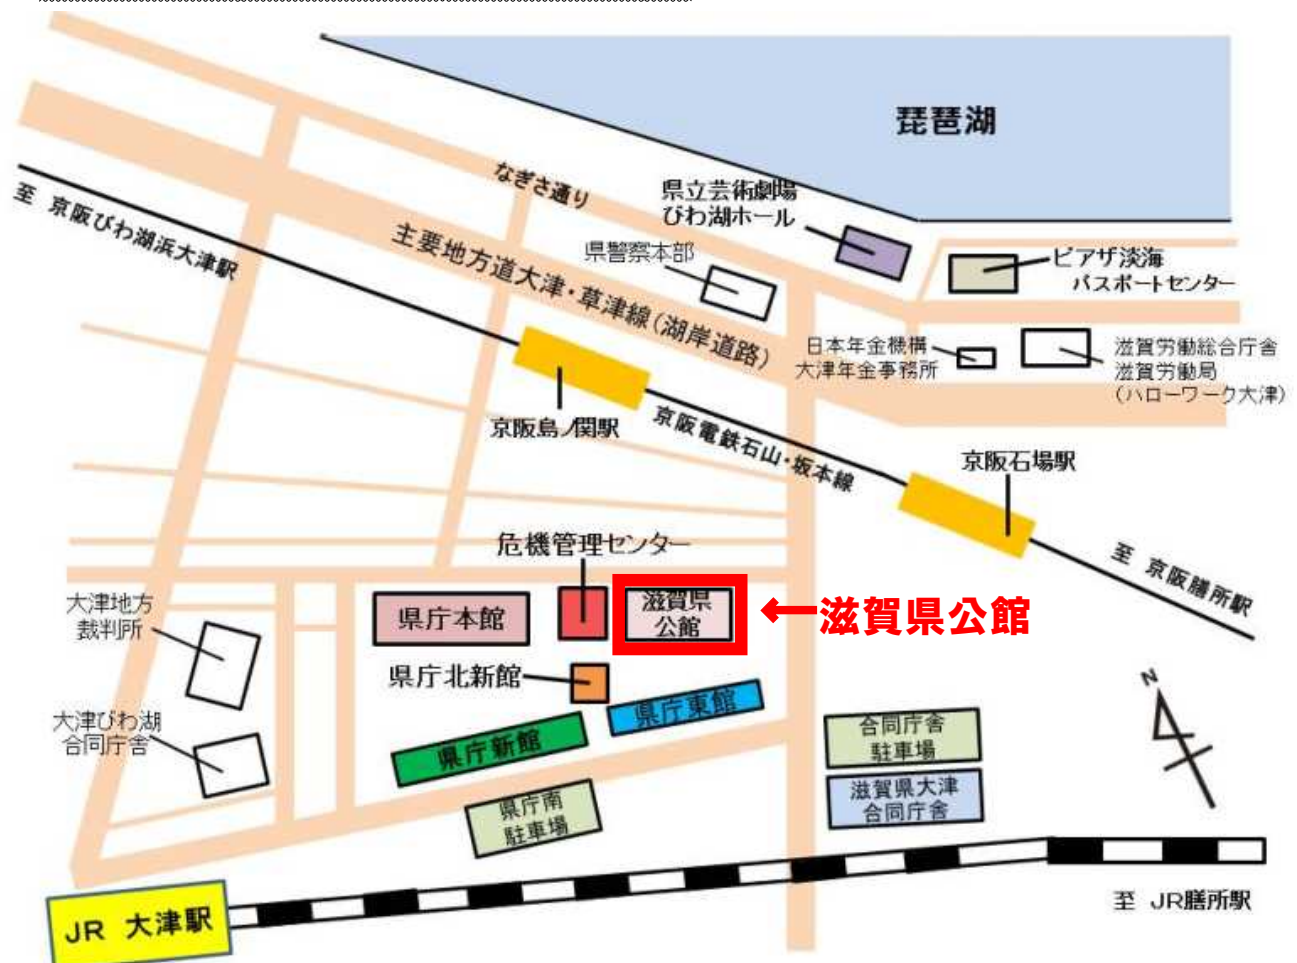 琵琶湖
なぎさ通り
県立芸術劇場
びわ湖ホール
至 京阪びわ湖浜大津駅
主要地方道大津・草津線(湖岸道路)
県警察本部
ピアザ淡海
パスポートセンター
日本年金機構
大津年金事務所
滋賀労働総合庁舎
滋賀労働局
(ハローワーク大津)
京阪島ノ関駅
京阪電鉄石山・坂本線
京阪石場駅
至 京阪膳所駅
危機管理センター
大津地方
裁判所
県庁本館
滋賀県
公館
←滋賀県公館
県庁北新館
県庁東館
大津びわ湖
合同庁舎
県庁新館
合同庁舎
駐車場
N
県庁南
駐車場
滋賀県大津
合同庁舎
JR 大津駅
至 JR膳所駅